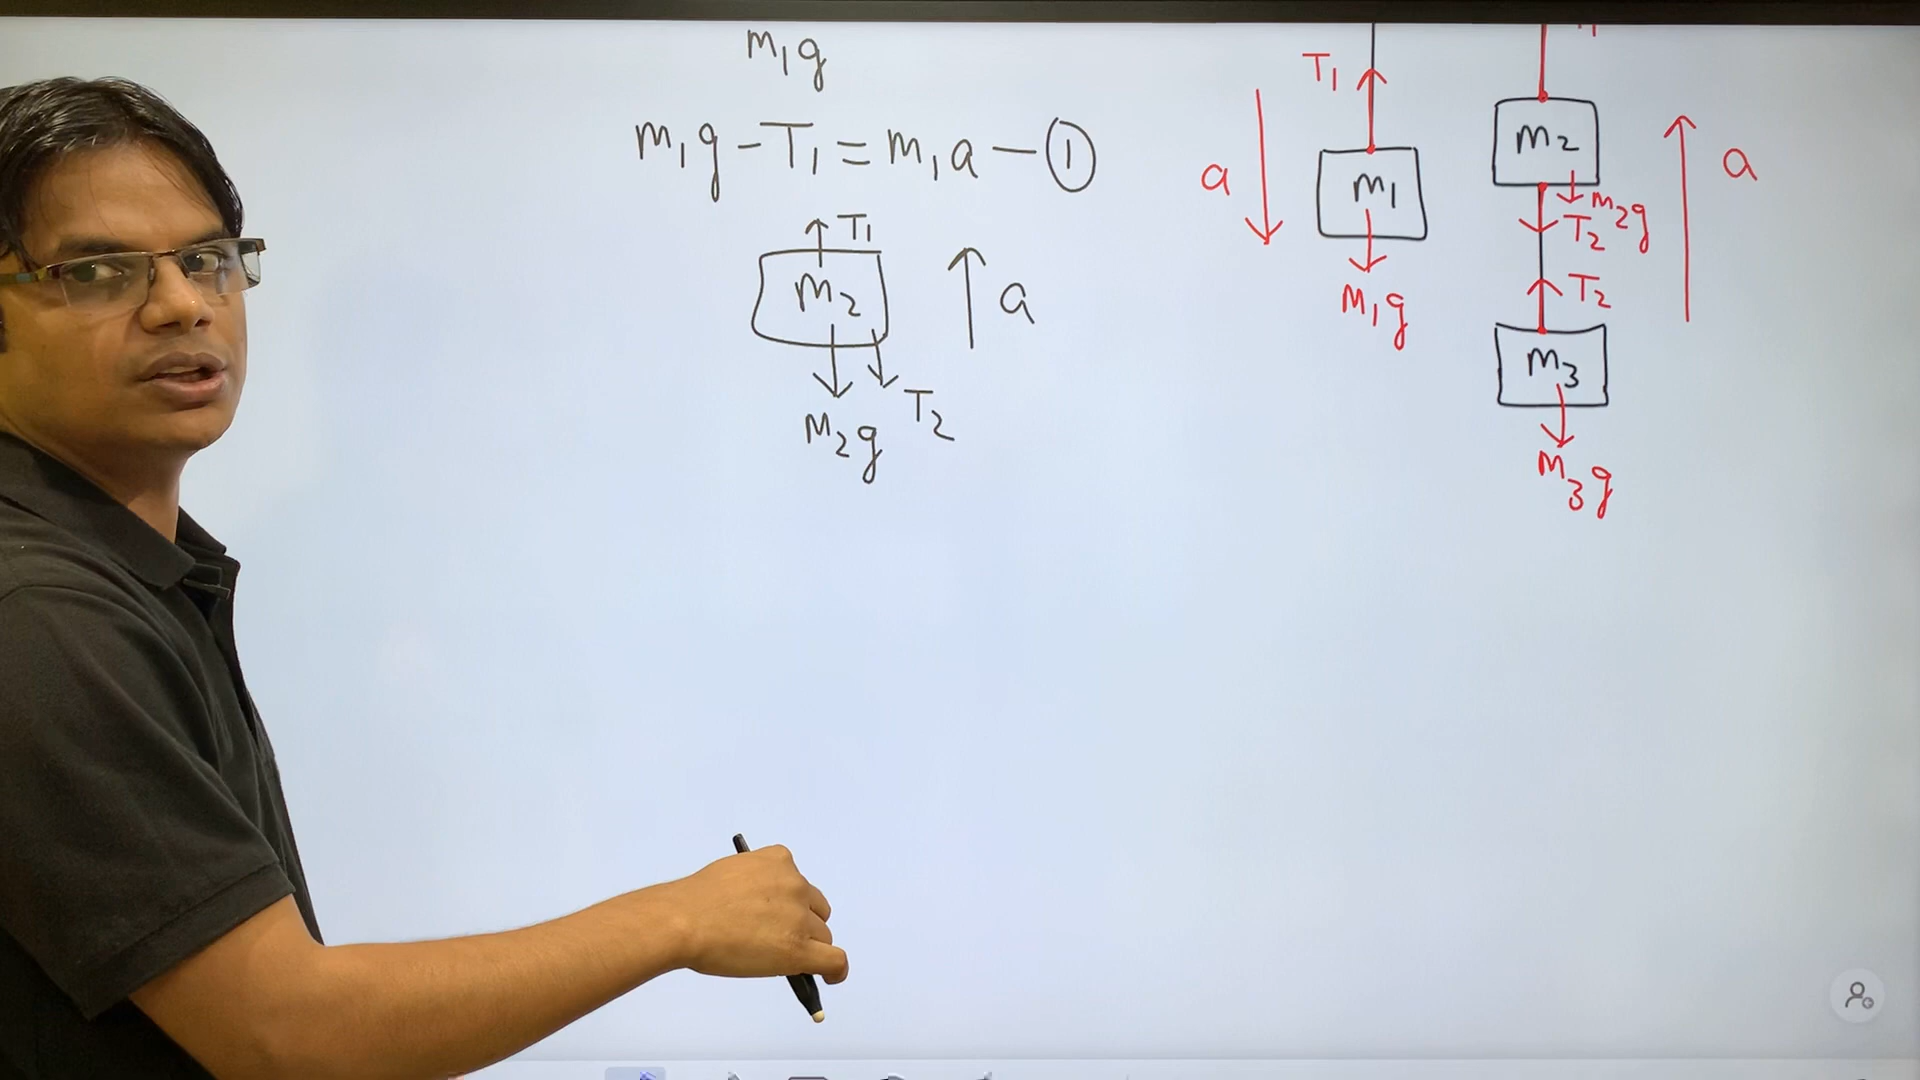 m₁g
m₁g - T₁ = m₁a — ①
T₁
m₂
a
m₂g
T₂
T₁
a
m₁
m₁g
m₂
a
m₂g
T₂
T₂
m₃
m₃g